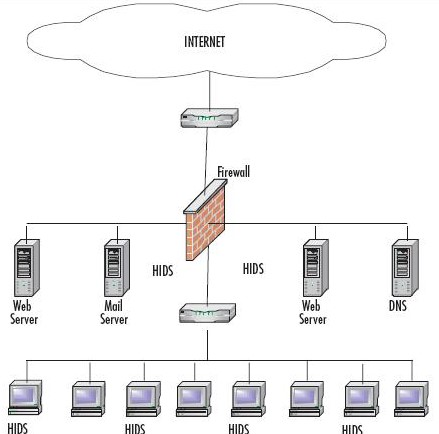 INTERNET
Firewall
HIDS
HIDS
Web
Server
Mail
Server
Web
Server
DNS
HIDS
HIDS
HIDS
HIDS